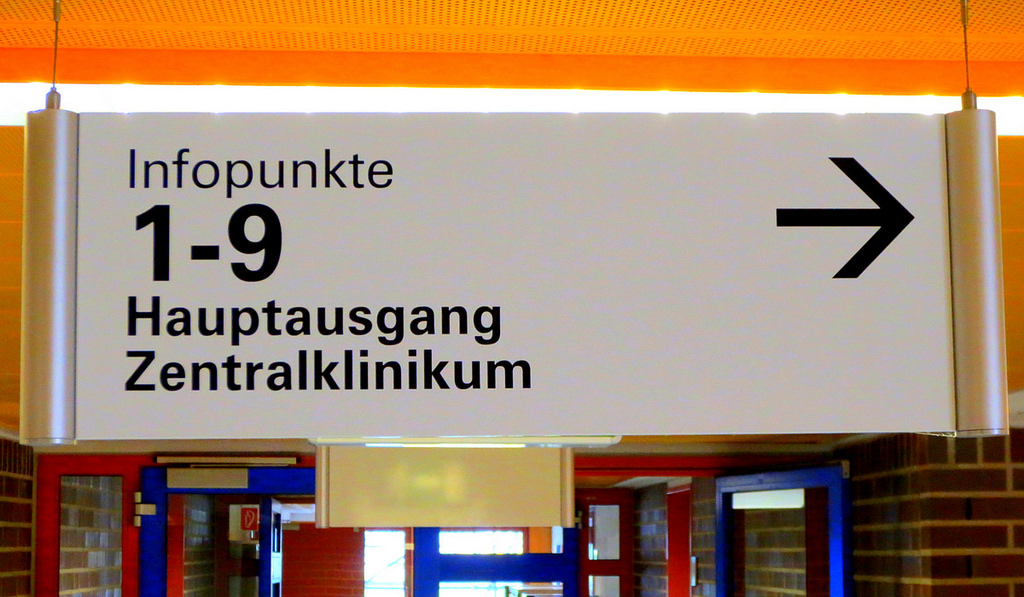 Infopunkte
1-9
Hauptausgang
Zentralklinikum